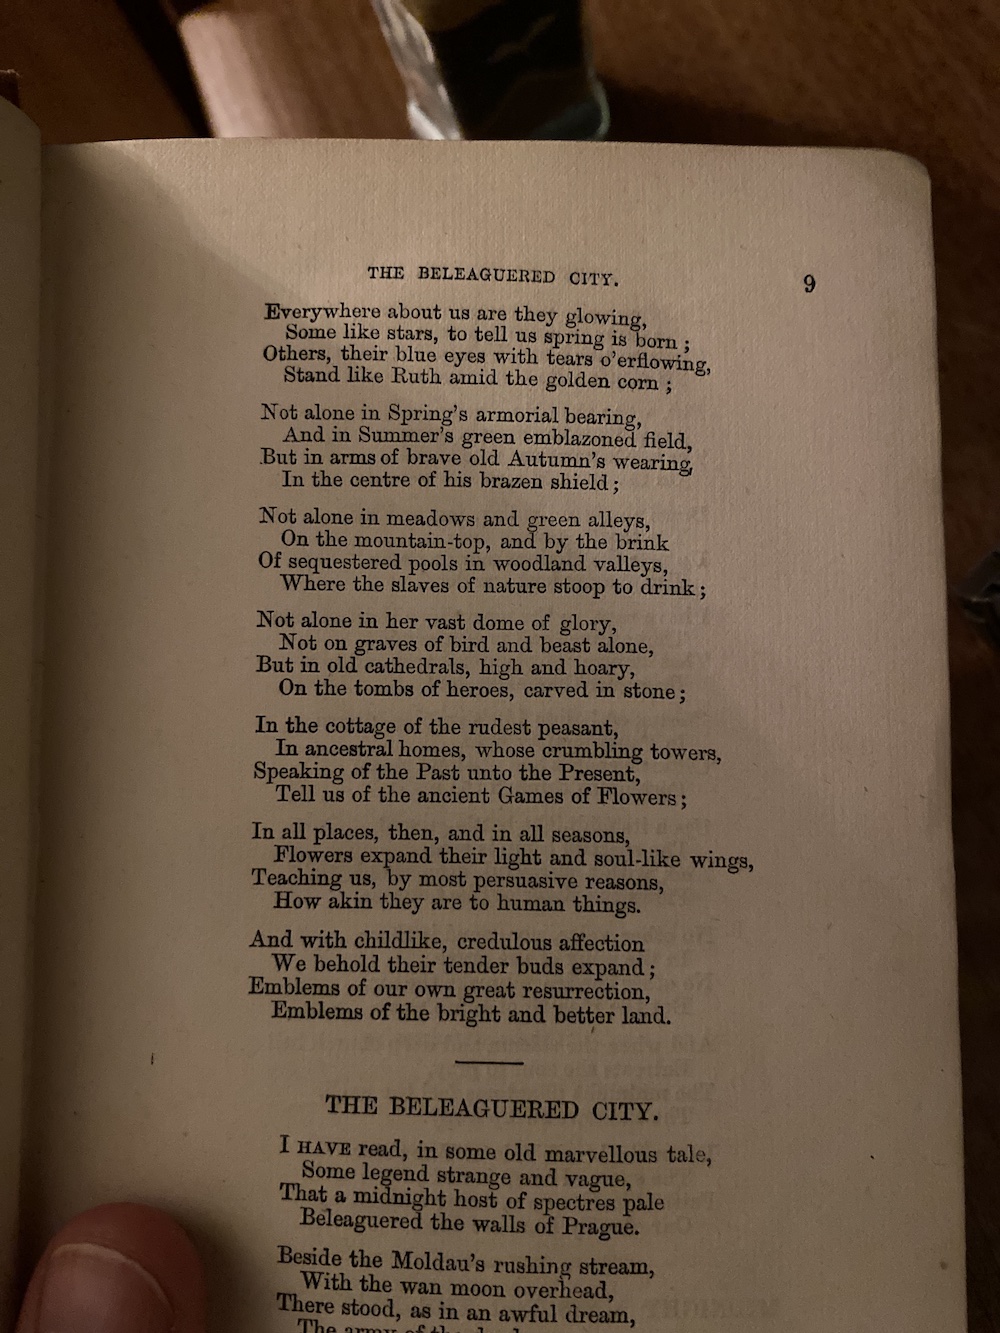 THE BELEAGUERED CITY. 9
Everywhere about us are they glowing,
Some like stars, to tell us spring is born ;
Others, their blue eyes with tears o'erflowing,
Stand like Ruth amid the golden corn ;
Not alone in Spring's armorial bearing,
And in Summer's green emblazoned field,
But in arms of brave old Autumn's wearing,
In the centre of his brazen shield ;
Not alone in meadows and green alleys,
On the mountain-top, and by the brink
Of sequestered pools in woodland valleys,
Where the slaves of nature stoop to drink ;
Not alone in her vast dome of glory,
Not on graves of bird and beast alone,
But in old cathedrals, high and hoary,
On the tombs of heroes, carved in stone ;
In the cottage of the rudest peasant,
In ancestral homes, whose crumbling towers,
Speaking of the Past unto the Present,
Tell us of the ancient Games of Flowers ;
In all places, then, and in all seasons,
Flowers expand their light and soul-like wings,
Teaching us, by most persuasive reasons,
How akin they are to human things.
And with childlike, credulous affection
We behold their tender buds expand ;
Emblems of our own great resurrection,
Emblems of the bright and better land.
THE BELEAGUERED CITY.
I HAVE read, in some old marvellous tale,
Some legend strange and vague,
That a midnight host of spectres pale
Beleaguered the walls of Prague.
Beside the Moldau's rushing stream,
With the wan moon overhead,
There stood, as in an awful dream,
The army of the